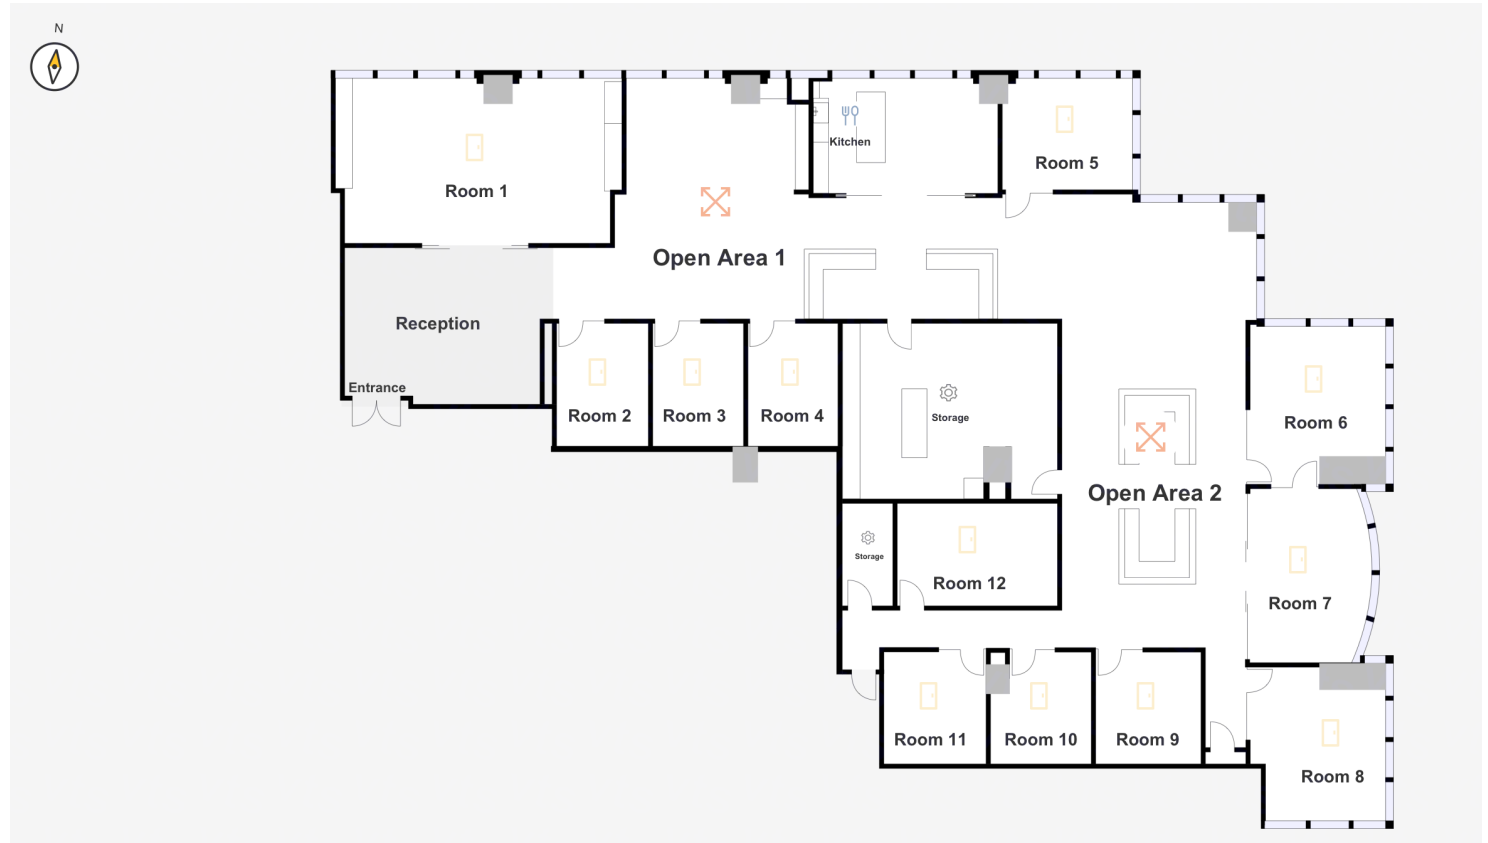 N
Kitchen
Room 5
Room 1
Open Area 1
Reception
Entrance
Room 2
Room 3
Room 4
Storage
Room 6
Open Area 2
Storage
Room 12
Room 7
Room 11
Room 10
Room 9
Room 8